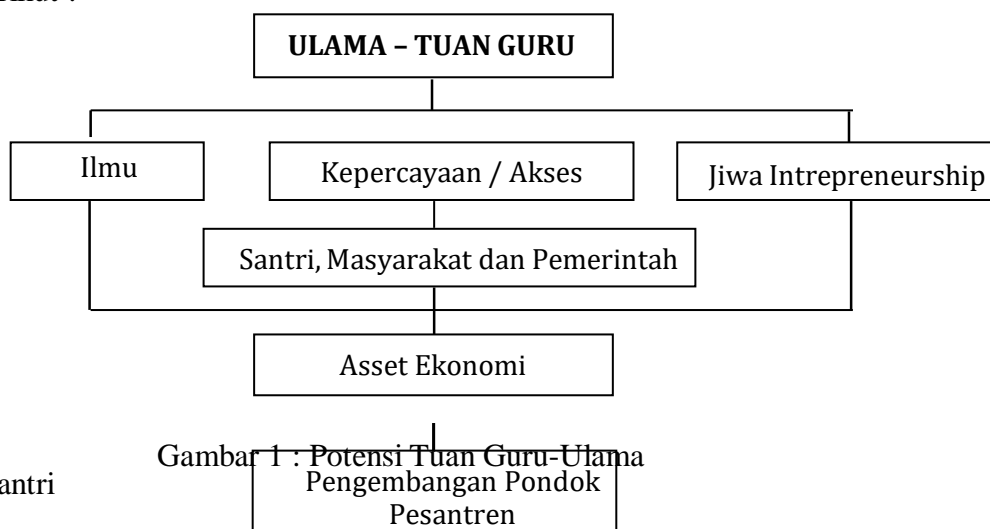 ULAMA – TUAN GURU
Ilmu
Kepercayaan / Akses
Jiwa Intrepreneurship
Santri, Masyarakat dan Pemerintah
Asset Ekonomi
Gambar 1 : Potensi Tuan Guru-Ulama
antri
Pengembangan Pondok
Pesantren